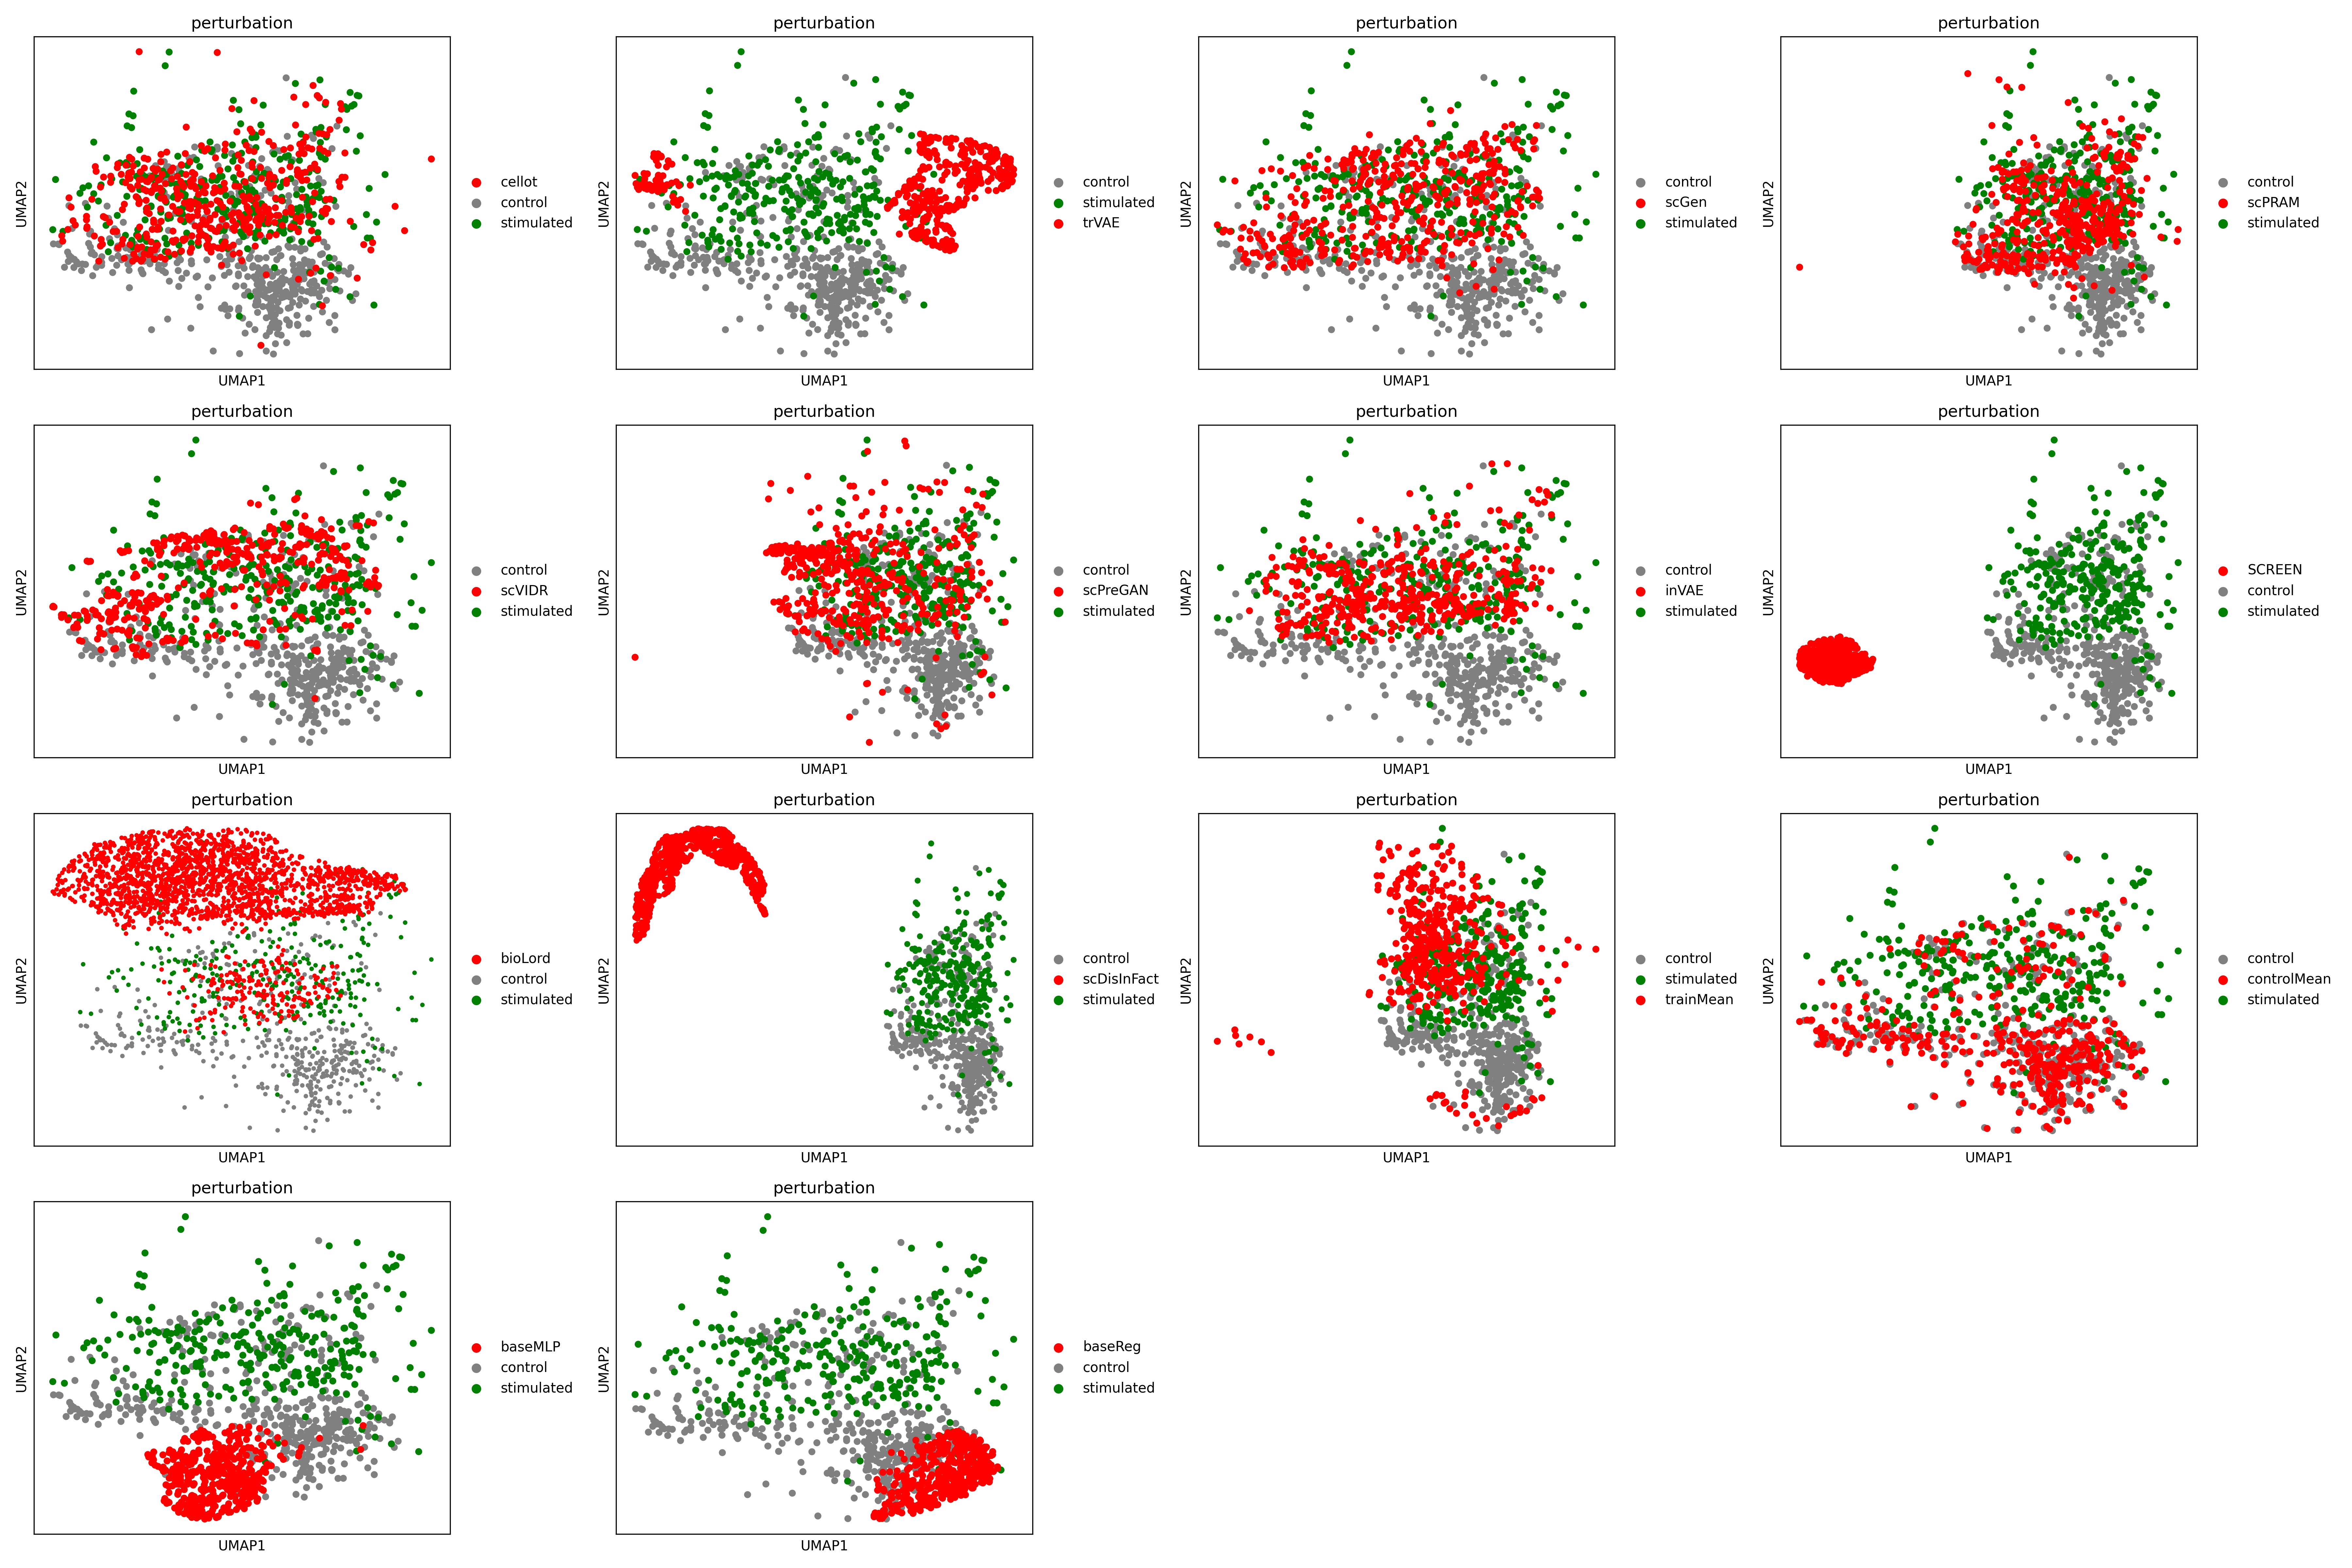 perturbation
UMAP2
UMAP1
cellot
control
stimulated
perturbation
UMAP2
UMAP1
control
stimulated
trVAE
perturbation
UMAP2
UMAP1
control
scGen
stimulated
perturbation
UMAP2
UMAP1
control
scPRAM
stimulated
perturbation
UMAP2
UMAP1
control
scVIDR
stimulated
perturbation
UMAP2
UMAP1
control
scPreGAN
stimulated
perturbation
UMAP2
UMAP1
control
inVAE
stimulated
perturbation
UMAP2
UMAP1
SCREEN
control
stimulated
perturbation
UMAP2
UMAP1
bioLord
control
stimulated
perturbation
UMAP2
UMAP1
control
scDisInFact
stimulated
perturbation
UMAP2
UMAP1
control
stimulated
trainMean
perturbation
UMAP2
UMAP1
control
controlMean
stimulated
perturbation
UMAP2
UMAP1
baseMLP
control
stimulated
perturbation
UMAP2
UMAP1
baseReg
control
stimulated